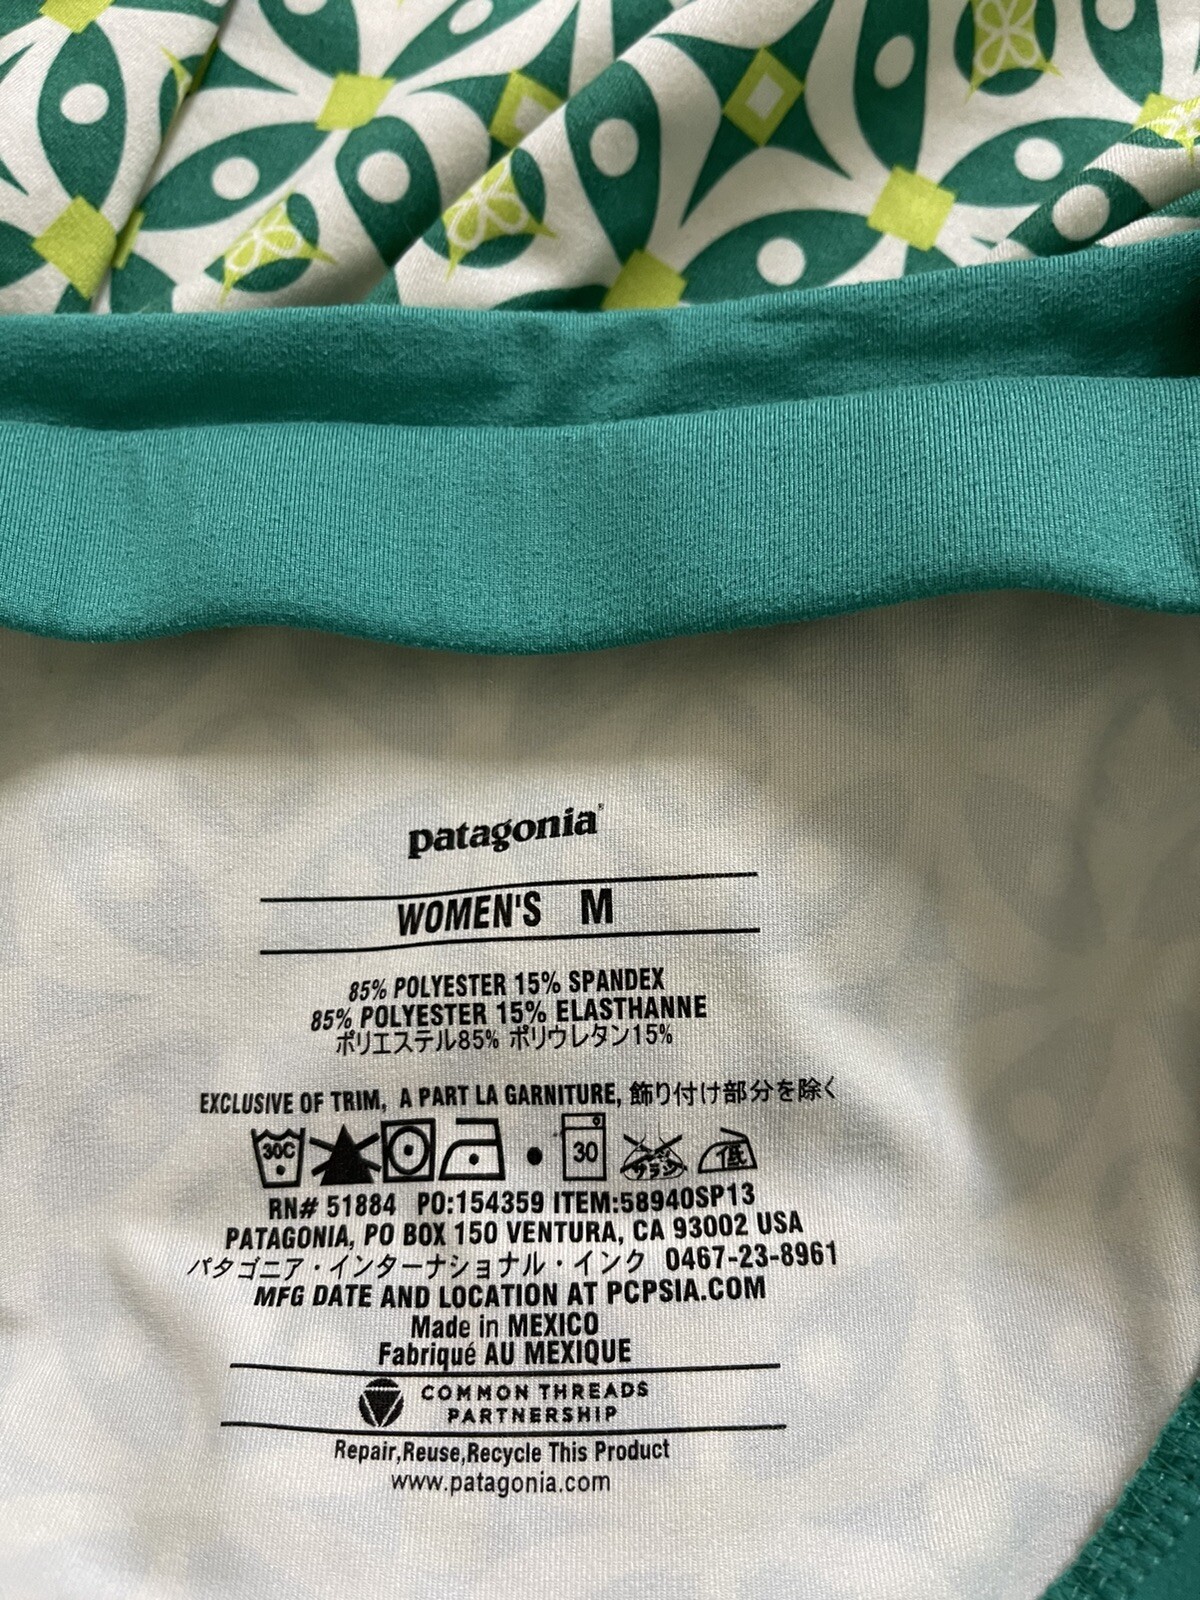 patagonia®
WOMEN'S M
85% POLYESTER 15% SPANDEX
85% POLYESTER 15% ELASTHANNE
ポリエステル85% ポリウレタン15%
EXCLUSIVE OF TRIM, A PART LA GARNITURE, 飾り付け部分を除く
30C 30 サラシ 低
RN# 51884 PO:154359 ITEM:58940SP13
PATAGONIA, PO BOX 150 VENTURA, CA 93002 USA
パタゴニア・インターナショナル・インク 0467-23-8961
MFG DATE AND LOCATION AT PCPSIA.COM
Made in MEXICO
Fabriqué AU MEXIQUE
COMMON THREADS
PARTNERSHIP
Repair,Reuse,Recycle This Product
www.patagonia.com